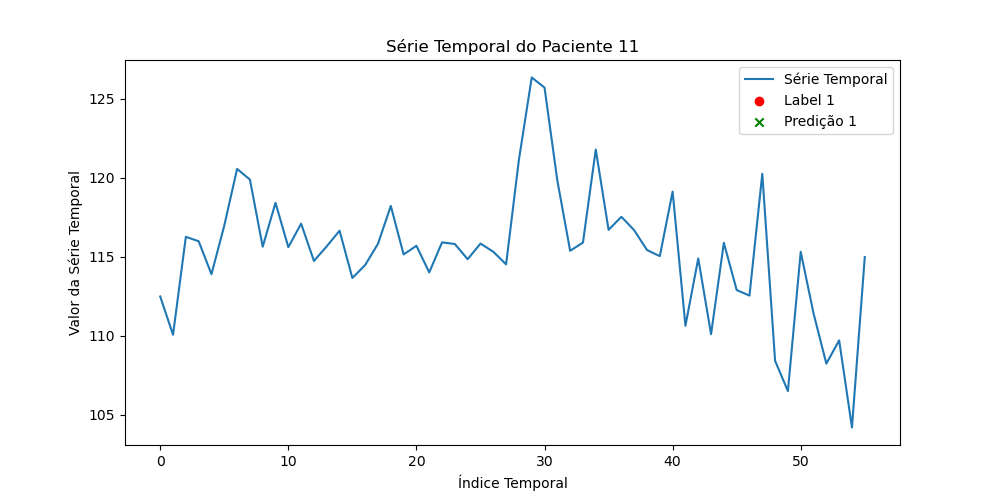 Série Temporal do Paciente 11
Série Temporal
Label 1
Predição 1
Valor da Série Temporal
125
120
115
110
105
0
10
20
30
40
50
Índice Temporal